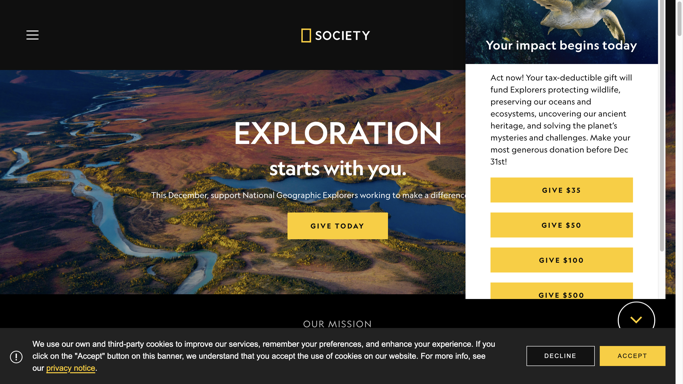 SOCIETY
Your impact begins today
Act now! Your tax-deductible gift will
fund Explorers protecting wildlife,
preserving our oceans and
ecosystems, uncovering our ancient
heritage, and solving the planet's
mysteries and challenges. Make your
most generous donation before Dec
31st!
GIVE $35
GIVE $50
GIVE $100
GIVE $500
EXPLORATION
starts with you.
This December, support National Geographic Explorers working to make a difference
GIVE TODAY
OUR MISSION
We use our own and third-party cookies to improve our services, remember your preferences, and enhance your experience. If you
click on the "Accept" button on this banner, we understand that you accept the use of cookies on our website. For more info, see
our privacy notice.
DECLINE
ACCEPT